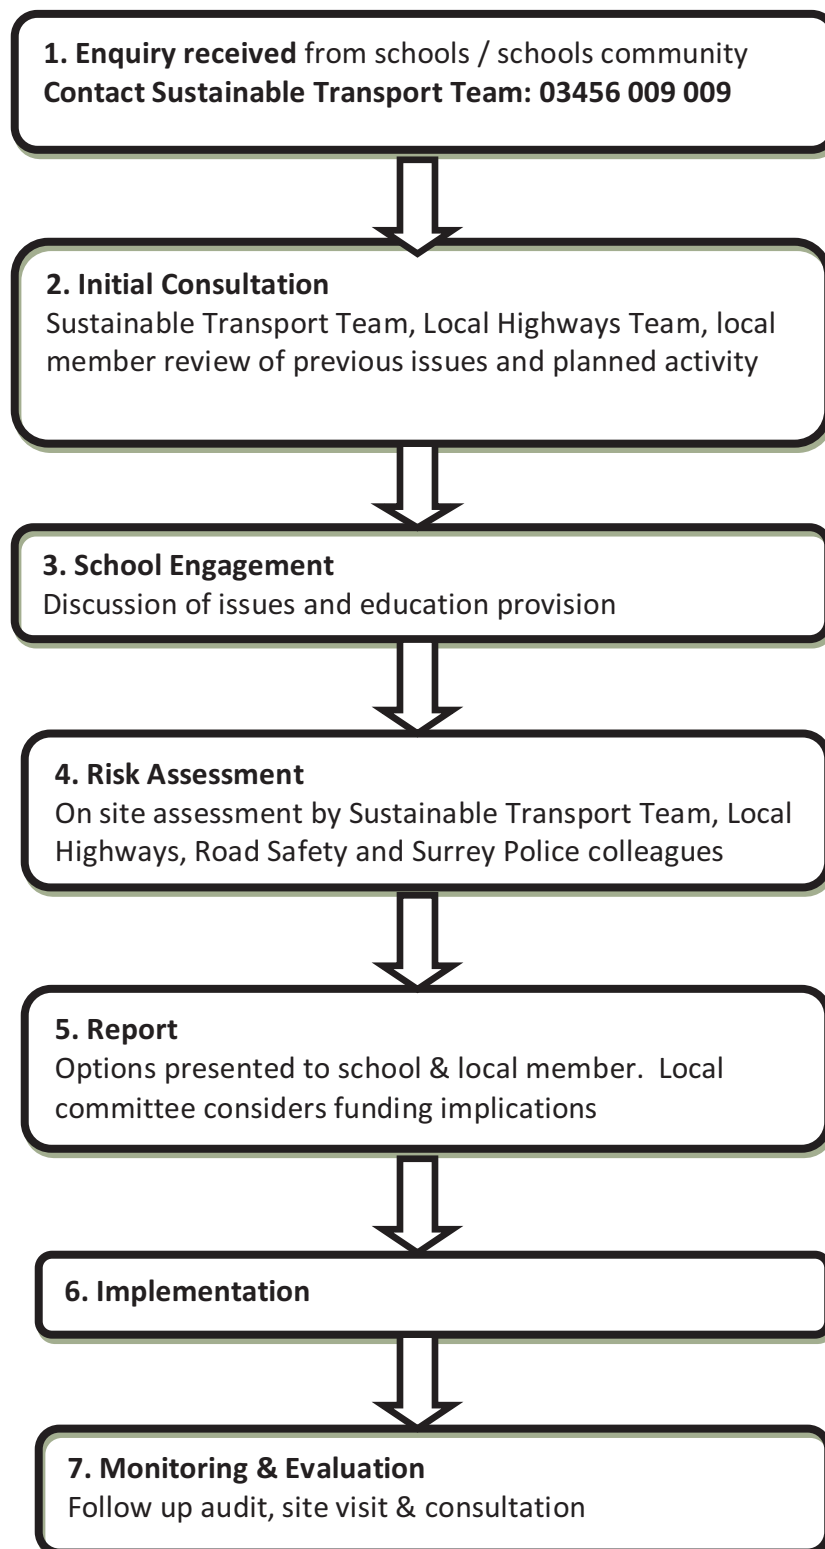 1. Enquiry received from schools / schools community
Contact Sustainable Transport Team: 03456 009 009
2. Initial Consultation
Sustainable Transport Team, Local Highways Team, local
member review of previous issues and planned activity
3. School Engagement
Discussion of issues and education provision
4. Risk Assessment
On site assessment by Sustainable Transport Team, Local
Highways, Road Safety and Surrey Police colleagues
5. Report
Options presented to school & local member.  Local
committee considers funding implications
6. Implementation
7. Monitoring & Evaluation
Follow up audit, site visit & consultation